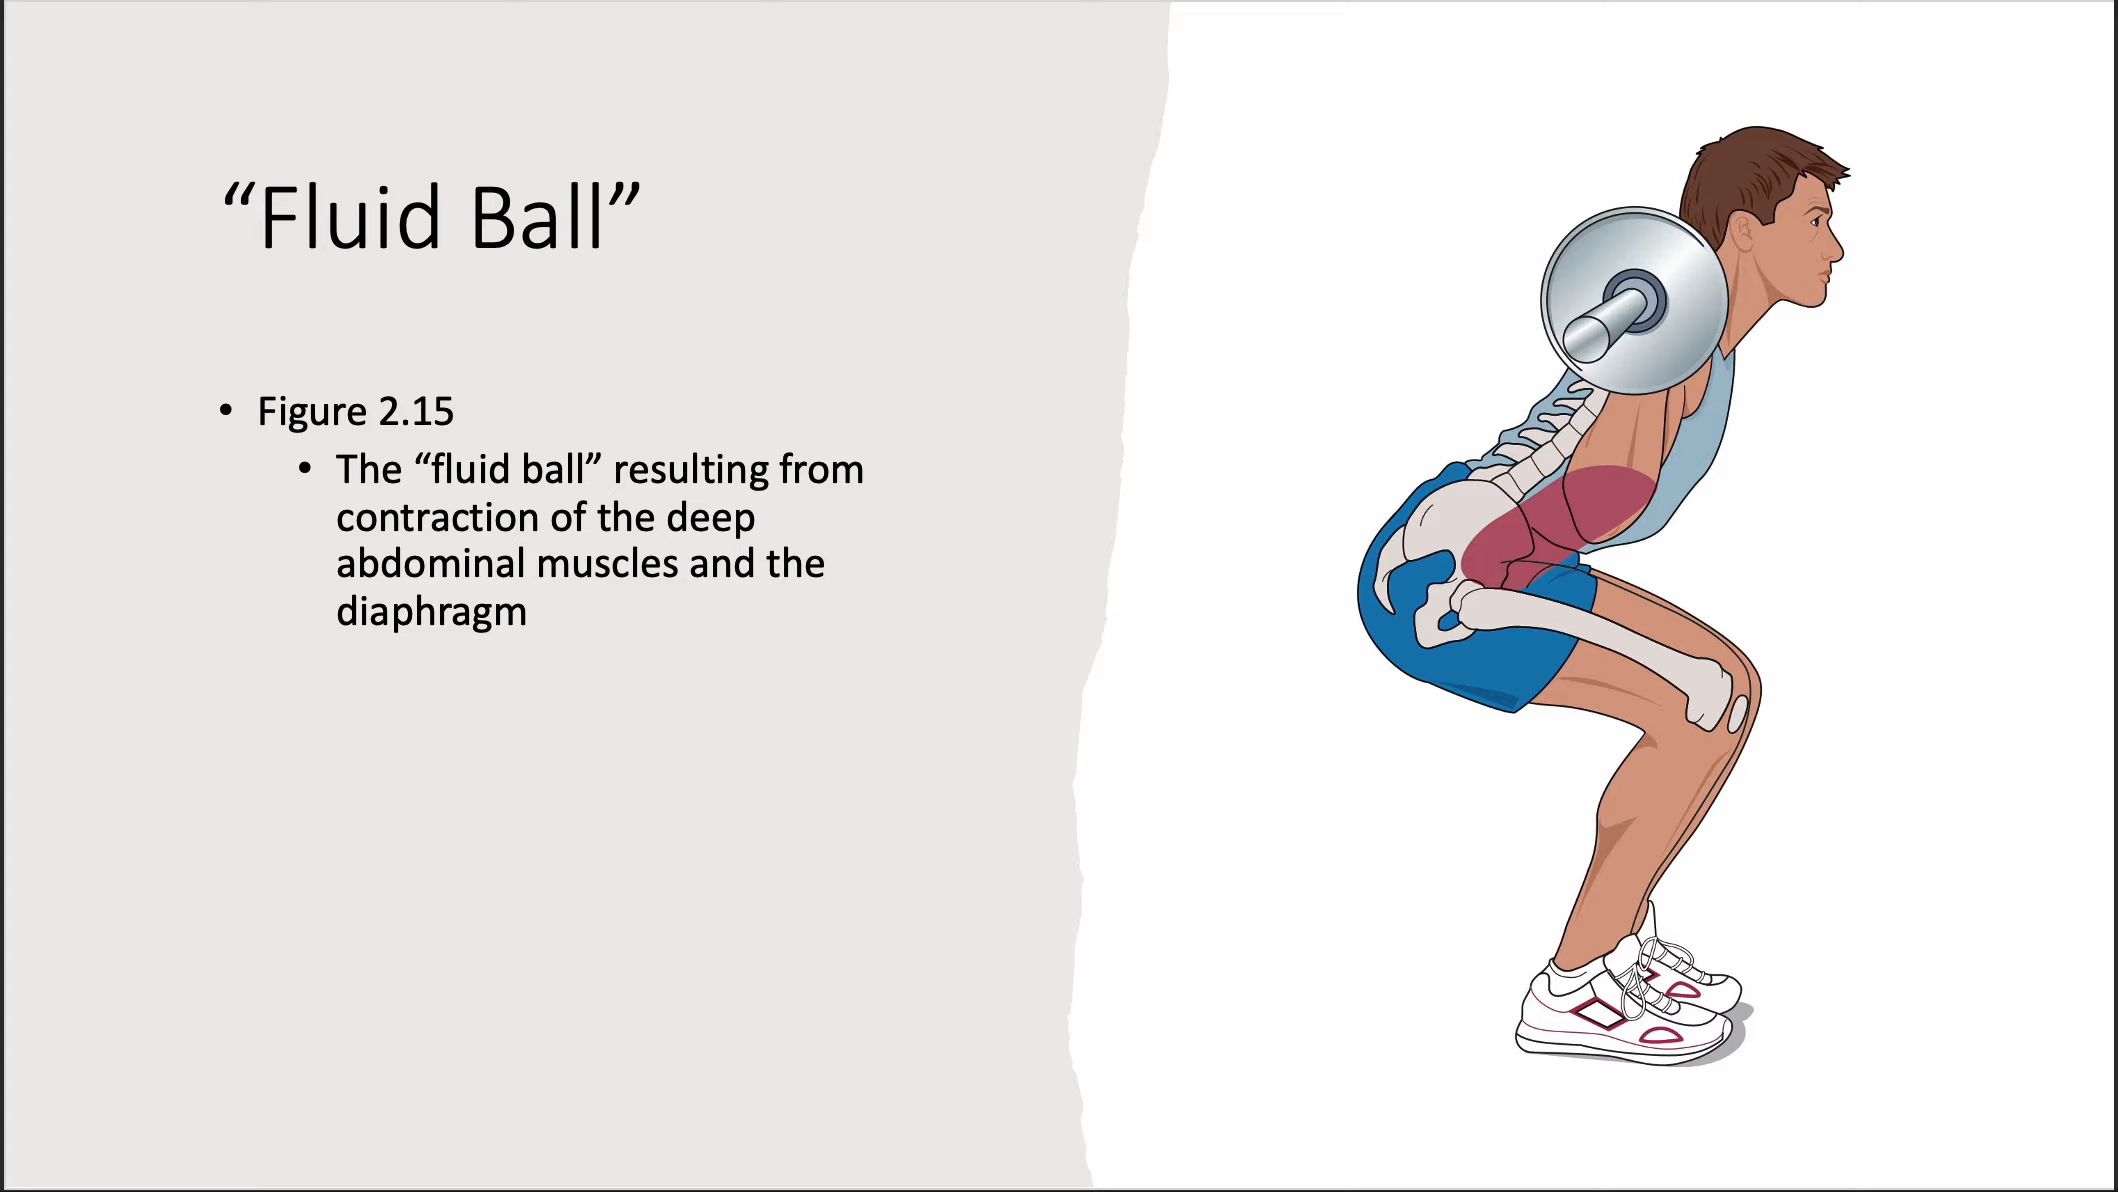 “Fluid Ball”
• Figure 2.15
• The “fluid ball” resulting from
contraction of the deep
abdominal muscles and the
diaphragm